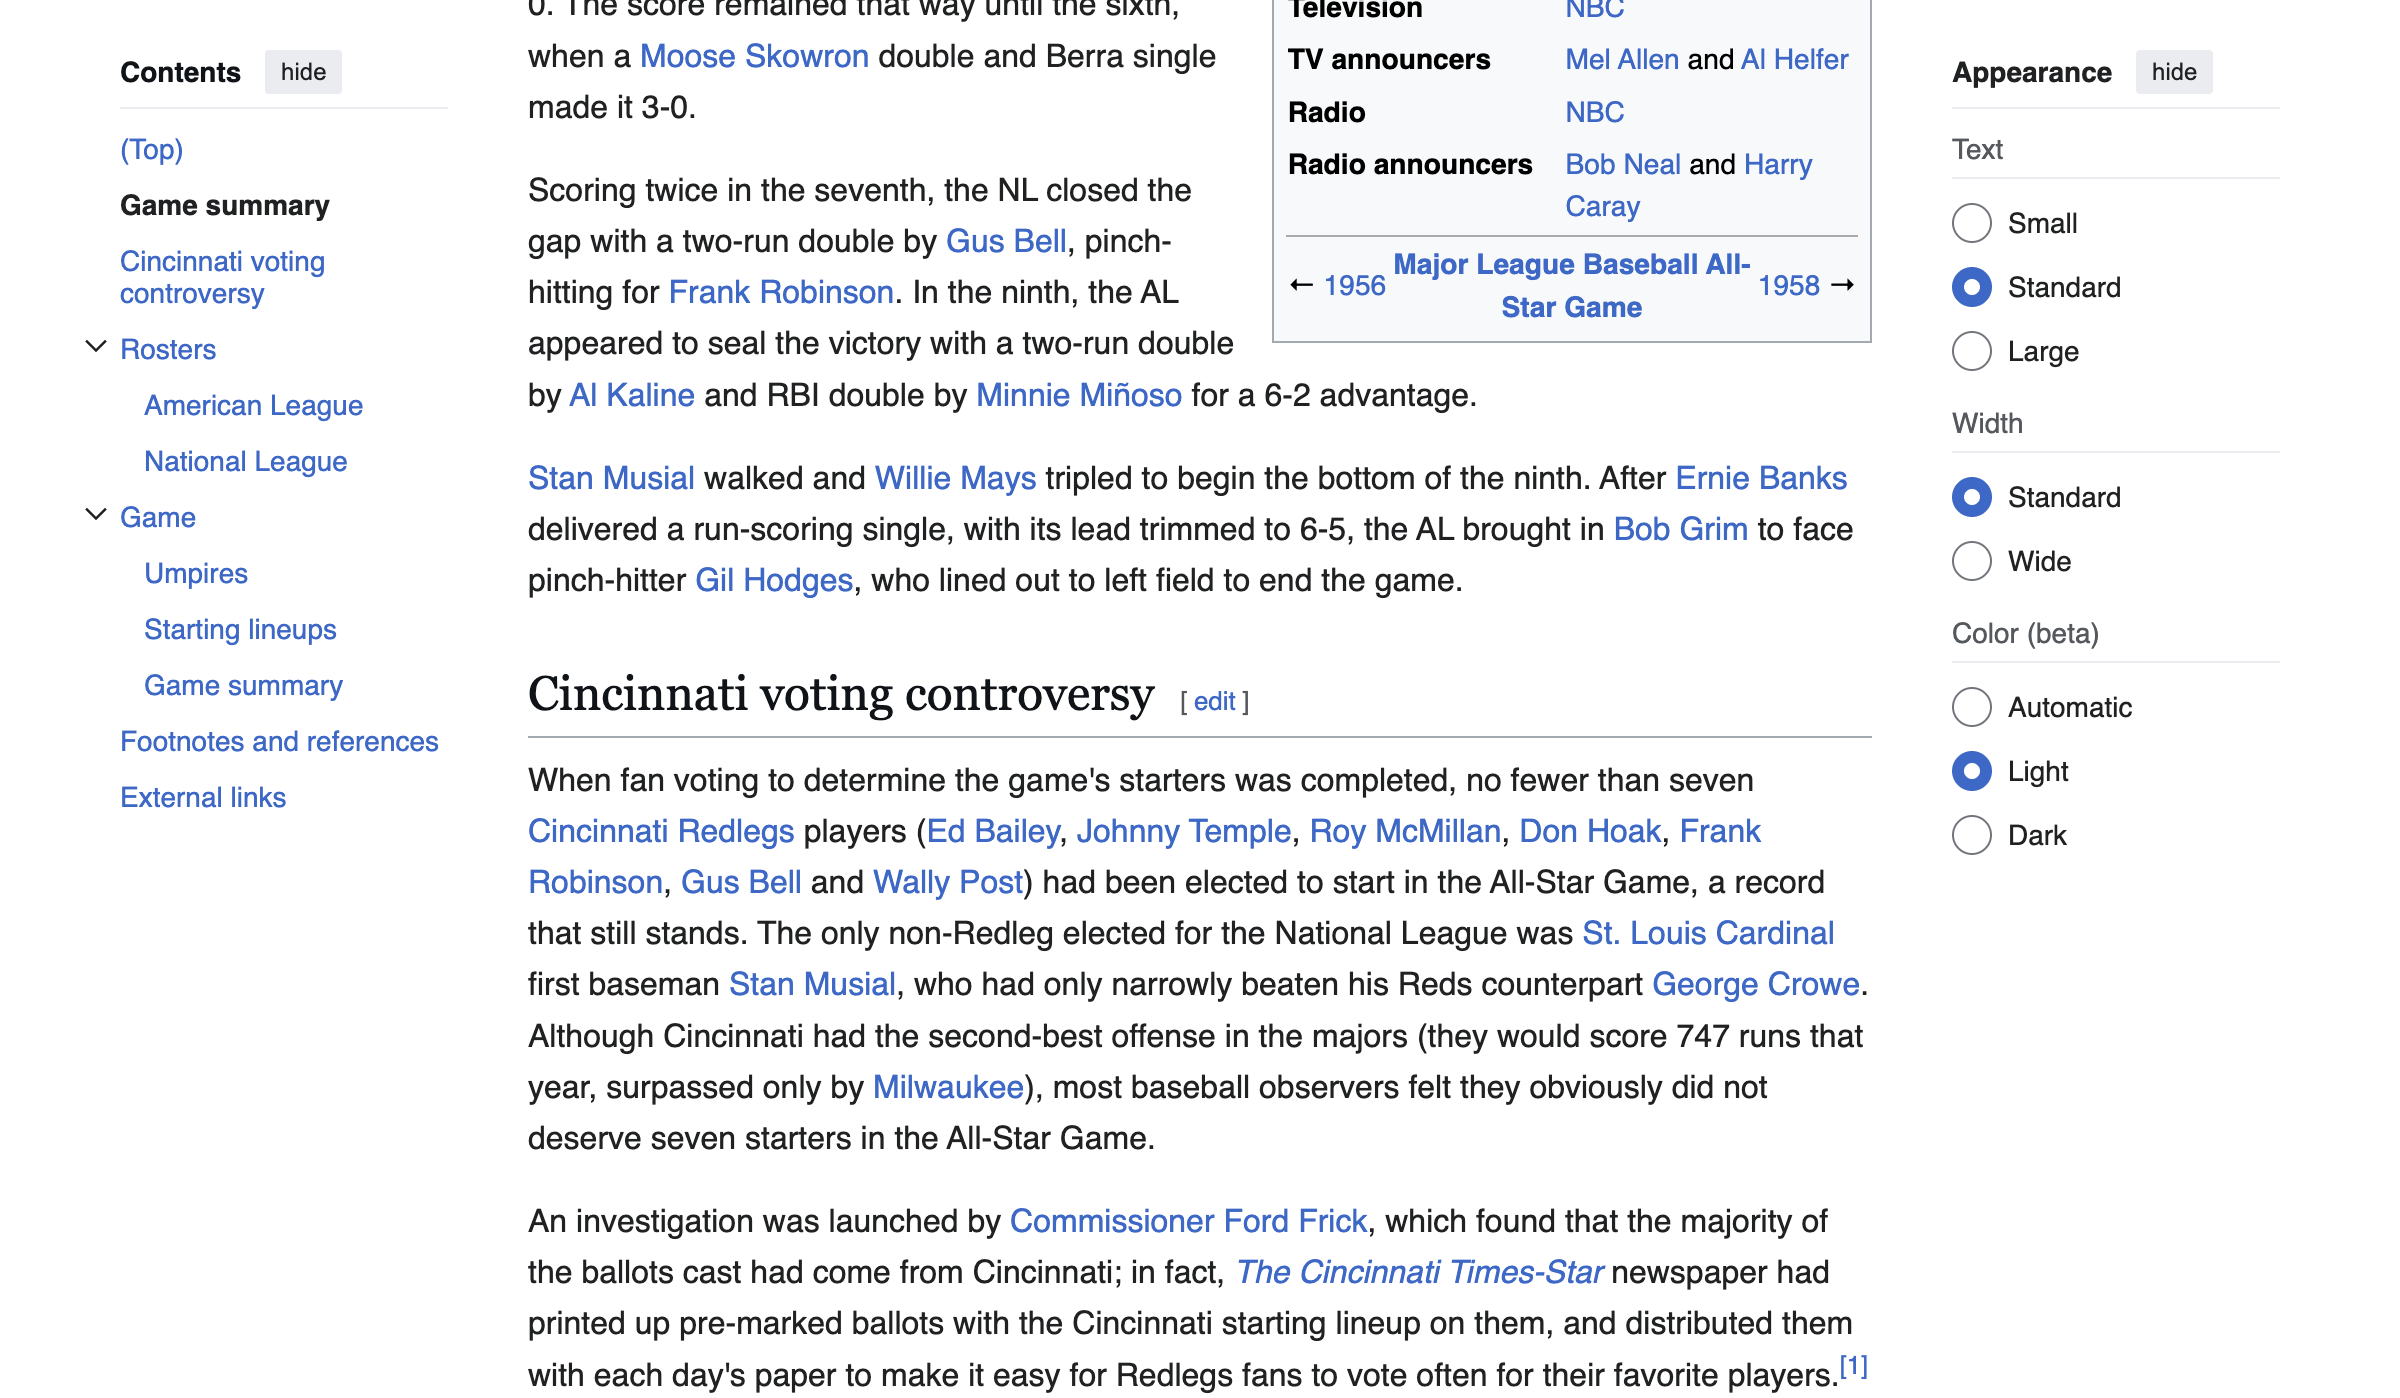 Contents hide
(Top)
Game summary
Cincinnati voting
controversy
Rosters
American League
National League
Game
Umpires
Starting lineups
Game summary
Footnotes and references
External links
0. The score remained that way until the sixth,
when a Moose Skowron double and Berra single
made it 3-0.
Scoring twice in the seventh, the NL closed the
gap with a two-run double by Gus Bell, pinch-
hitting for Frank Robinson. In the ninth, the AL
appeared to seal the victory with a two-run double
by Al Kaline and RBI double by Minnie Miñoso for a 6-2 advantage.
Stan Musial walked and Willie Mays tripled to begin the bottom of the ninth. After Ernie Banks
delivered a run-scoring single, with its lead trimmed to 6-5, the AL brought in Bob Grim to face
pinch-hitter Gil Hodges, who lined out to left field to end the game.
Cincinnati voting controversy [ edit ]
When fan voting to determine the game's starters was completed, no fewer than seven
Cincinnati Redlegs players (Ed Bailey, Johnny Temple, Roy McMillan, Don Hoak, Frank
Robinson, Gus Bell and Wally Post) had been elected to start in the All-Star Game, a record
that still stands. The only non-Redleg elected for the National League was St. Louis Cardinal
first baseman Stan Musial, who had only narrowly beaten his Reds counterpart George Crowe.
Although Cincinnati had the second-best offense in the majors (they would score 747 runs that
year, surpassed only by Milwaukee), most baseball observers felt they obviously did not
deserve seven starters in the All-Star Game.
An investigation was launched by Commissioner Ford Frick, which found that the majority of
the ballots cast had come from Cincinnati; in fact, The Cincinnati Times-Star newspaper had
printed up pre-marked ballots with the Cincinnati starting lineup on them, and distributed them
with each day's paper to make it easy for Redlegs fans to vote often for their favorite players.[1]
Television NBC
TV announcers Mel Allen and Al Helfer
Radio NBC
Radio announcers Bob Neal and Harry
Caray
← 1956 Major League Baseball All-
Star Game 1958 →
Appearance hide
Text
Small
Standard
Large
Width
Standard
Wide
Color (beta)
Automatic
Light
Dark